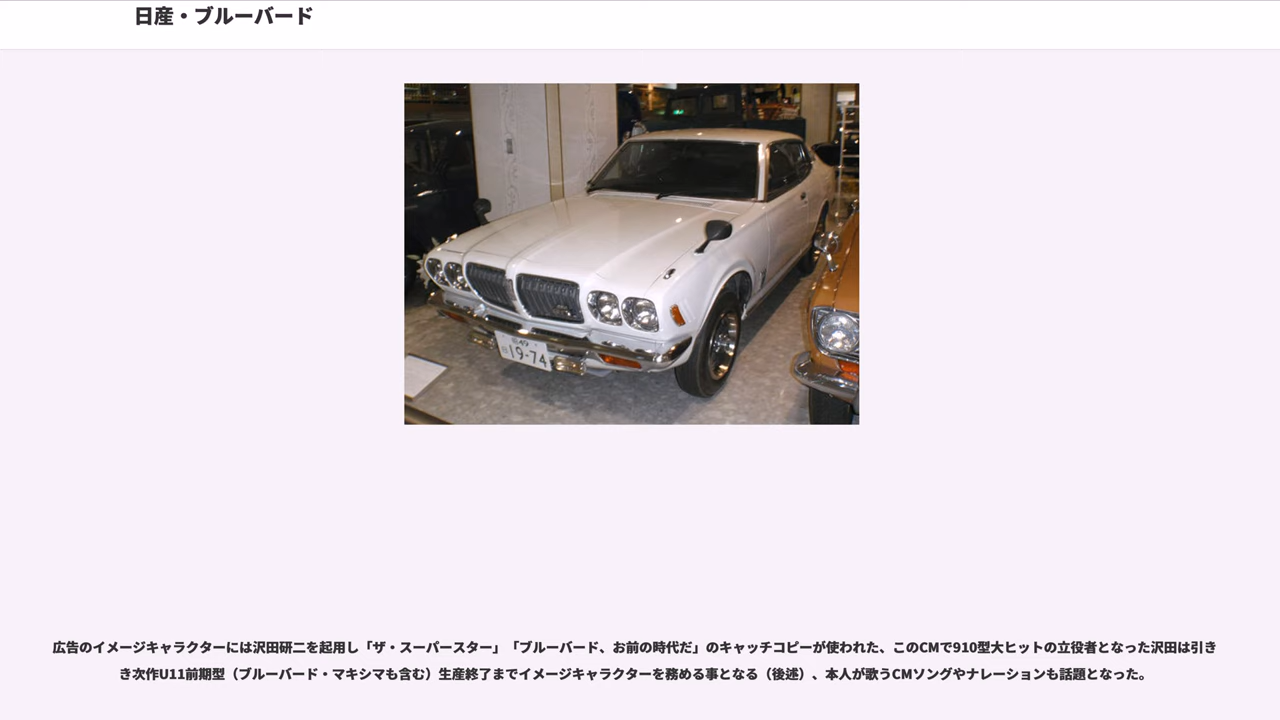 日産・ブルーバード
19-74
広告のイメージキャラクターには沢田研二を起用し「ザ・スーパースター」「ブルーバード、お前の時代だ」のキャッチコピーが使われた、このCMで910型大ヒットの立役者となった沢田は引き
き次作U11前期型（ブルーバード・マキシマも含む）生産終了までイメージキャラクターを務める事となる（後述）、本人が歌うCMソングやナレーションも話題となった。